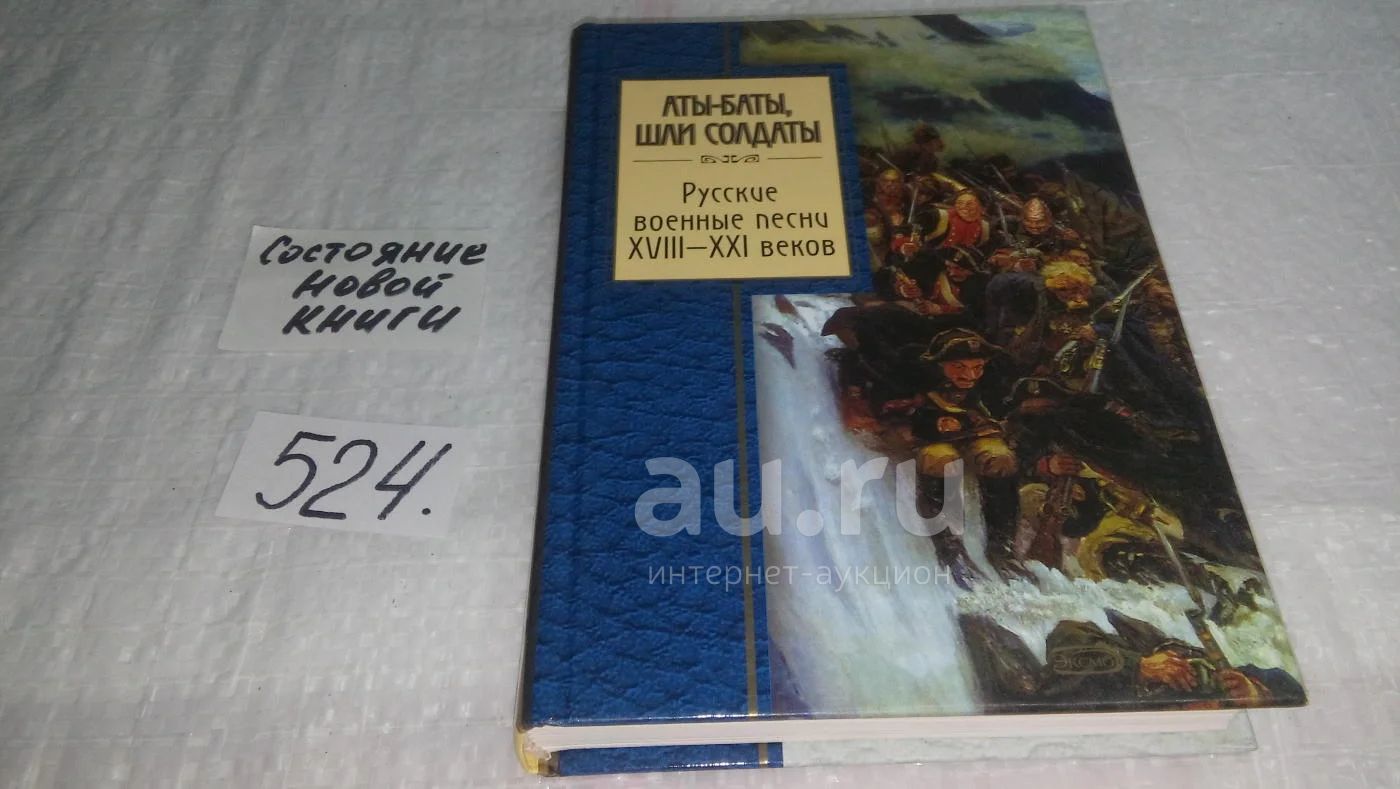 АТЫ-БАТЫ,
ШЛИ СОЛДАТЫ
Русские
военные песни
XVIII–XXI веков
Состояние
новой
книги
524.
au.ru
интернет-аукцион
ЭКСМО